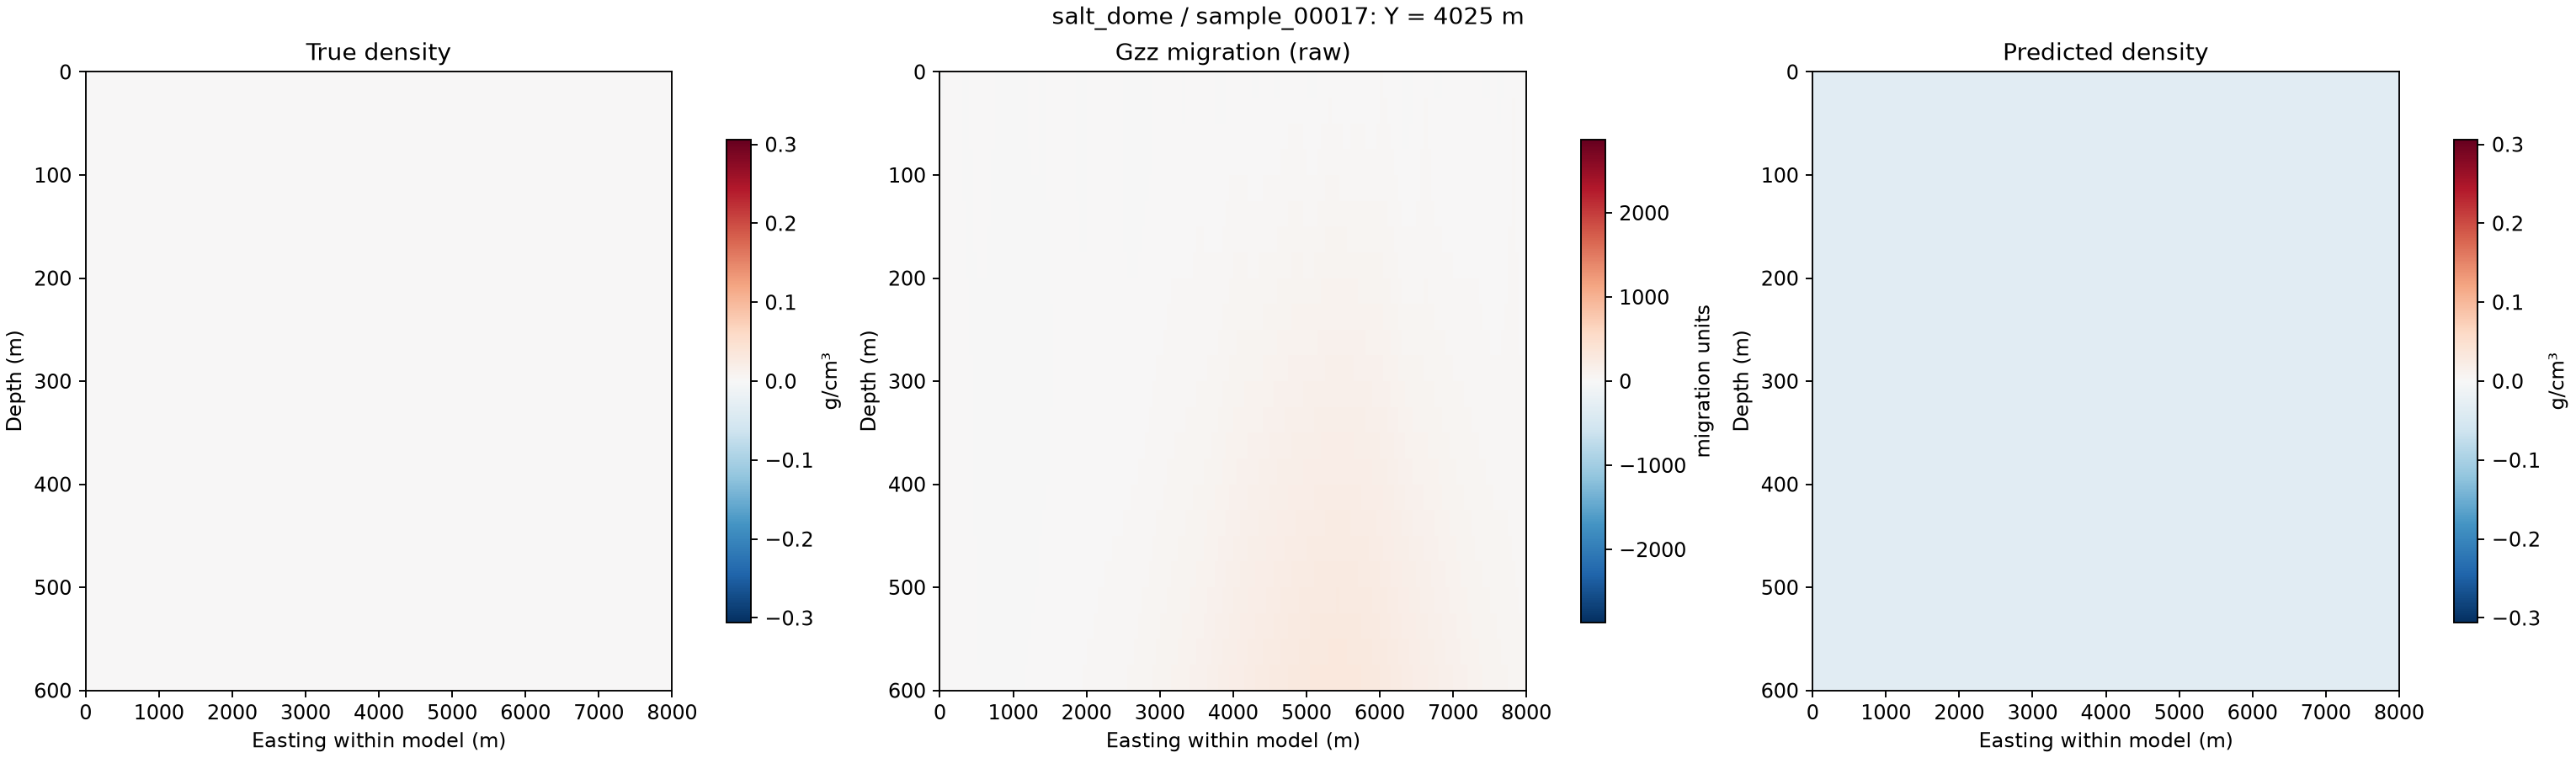 salt_dome / sample_00017: Y = 4025 m
True density
0
100
200
300
400
500
600
Depth (m)
0 1000 2000 3000 4000 5000 6000 7000 8000
Easting within model (m)
0.3
0.2
0.1
0.0
−0.1
−0.2
−0.3
g/cm³
Gzz migration (raw)
0
100
200
300
400
500
600
Depth (m)
0 1000 2000 3000 4000 5000 6000 7000 8000
Easting within model (m)
2000
1000
0
−1000
−2000
migration units
Predicted density
0
100
200
300
400
500
600
Depth (m)
0 1000 2000 3000 4000 5000 6000 7000 8000
Easting within model (m)
0.3
0.2
0.1
0.0
−0.1
−0.2
−0.3
g/cm³